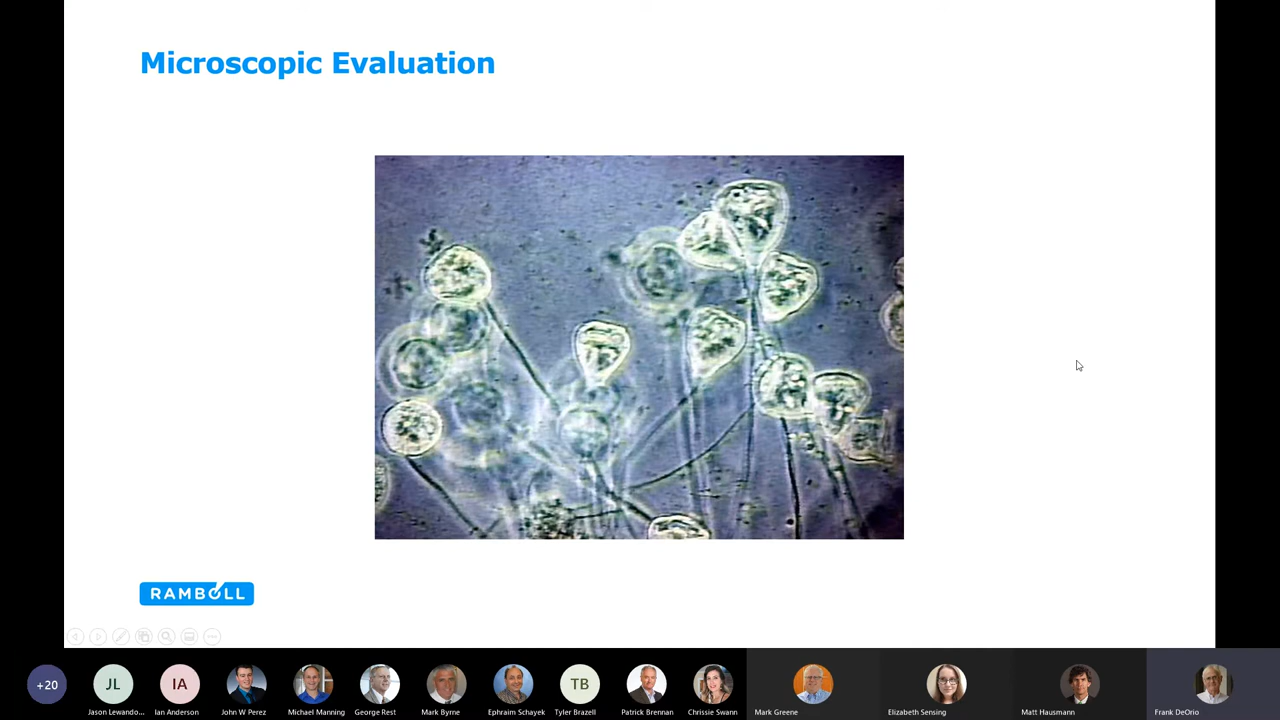 Microscopic Evaluation
RAMBOLL
+20
JL
IA
TB
Jason Lewando...
Ian Anderson
John W Perez
Michael Manning
George Rest
Mark Byrne
Ephraim Schayek
Tyler Brazell
Patrick Brennan
Chrissie Swann
Mark Greene
Elizabeth Sensing
Matt Hausmann
Frank DeOrio